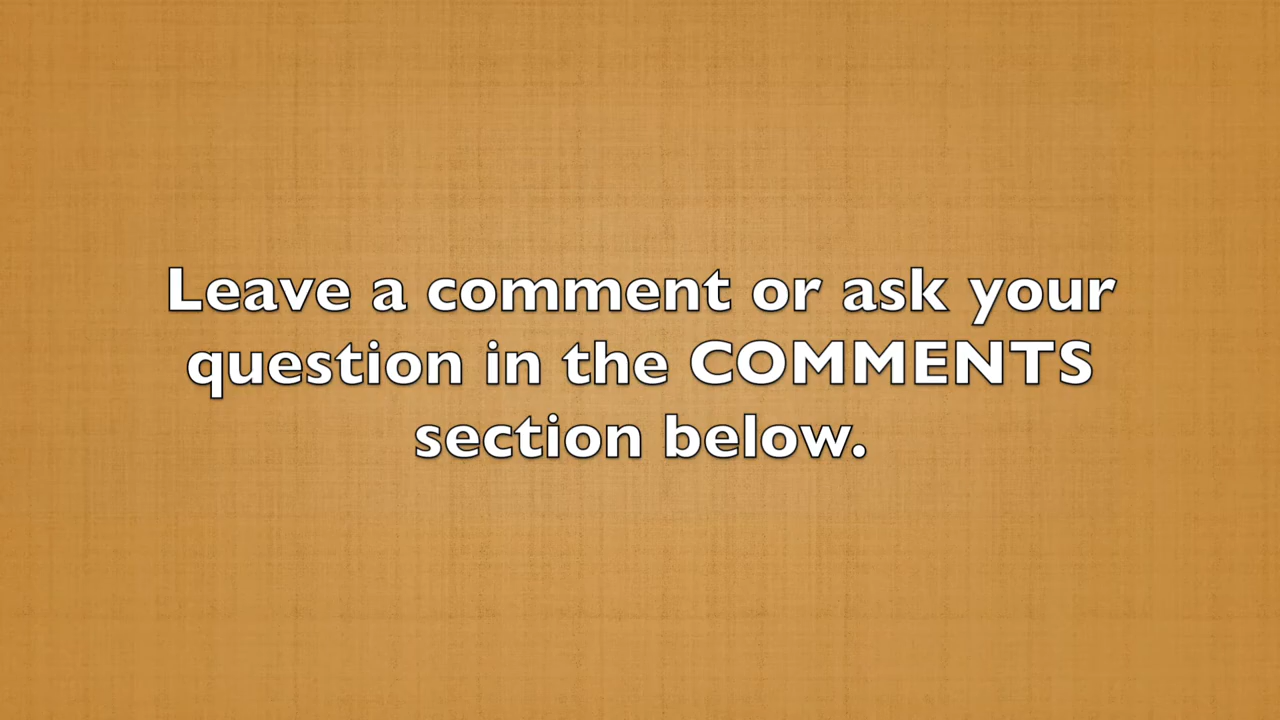 Leave a comment or ask your
question in the COMMENTS
section below.